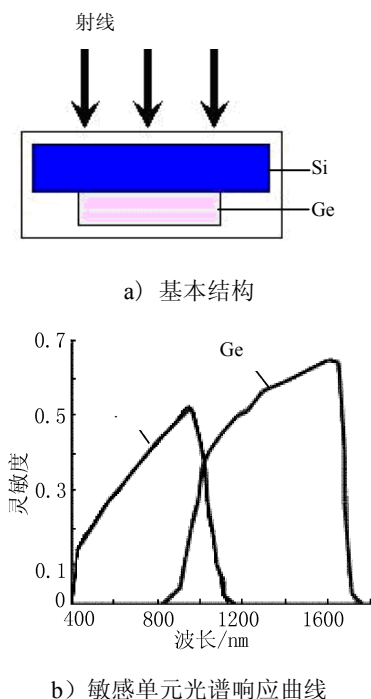 射线
Si
Ge
a) 基本结构
Ge
0.7
0.5
0.3
0.1
0
灵敏度
400 800 1200 1600
波长/nm
b）敏感单元光谱响应曲线